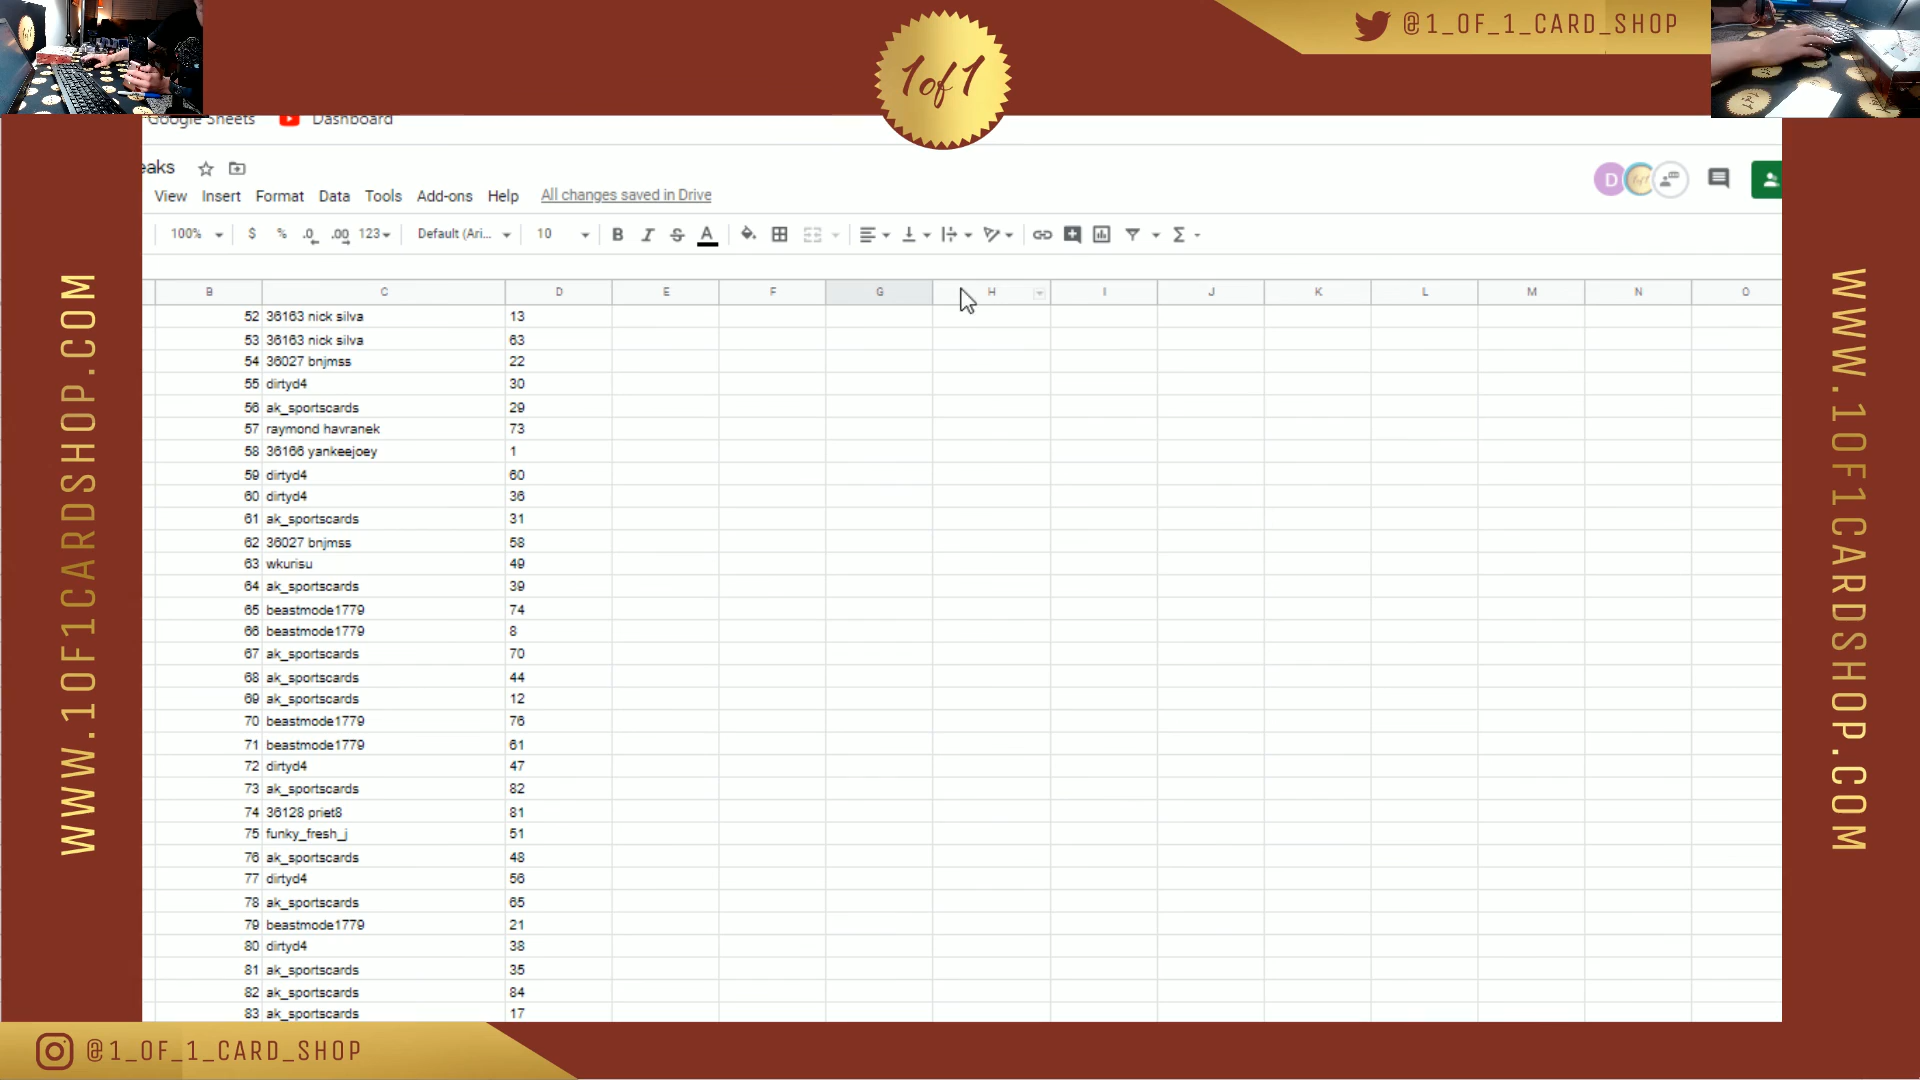 @1_OF_1_CARD_SHOP
1of1
Google Sheets Dashboard
eaks
View Insert Format Data Tools Add-ons Help All changes saved in Drive
D
100% $ % .0 .00 123 Default (Ari... 10 B I S A Σ
B C D E F G H I J K L M N O
52 36163 nick silva 13
53 36163 nick silva 63
54 36027 bnjmss 22
55 dirtyd4 30
56 ak_sportscards 29
57 raymond havranek 73
58 36166 yankeejoey 1
59 dirtyd4 60
60 dirtyd4 36
61 ak_sportscards 31
62 36027 bnjmss 58
63 wkurisu 49
64 ak_sportscards 39
65 beastmode1779 74
66 beastmode1779 8
67 ak_sportscards 70
68 ak_sportscards 44
69 ak_sportscards 12
70 beastmode1779 76
71 beastmode1779 61
72 dirtyd4 47
73 ak_sportscards 82
74 36128 priet8 81
75 funky_fresh_j 51
76 ak_sportscards 48
77 dirtyd4 56
78 ak_sportscards 65
79 beastmode1779 21
80 dirtyd4 38
81 ak_sportscards 35
82 ak_sportscards 84
83 ak_sportscards 17
WWW.1OF1CARDSHOP.COM
WWW.1OF1CARDSHOP.COM
@1_OF_1_CARD_SHOP